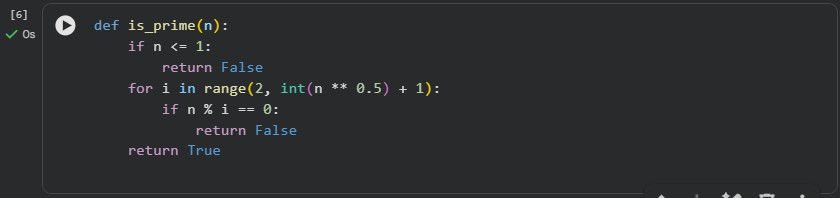 [6]
0s
def is_prime(n):
    if n <= 1:
        return False
    for i in range(2, int(n ** 0.5) + 1):
        if n % i == 0:
            return False
    return True